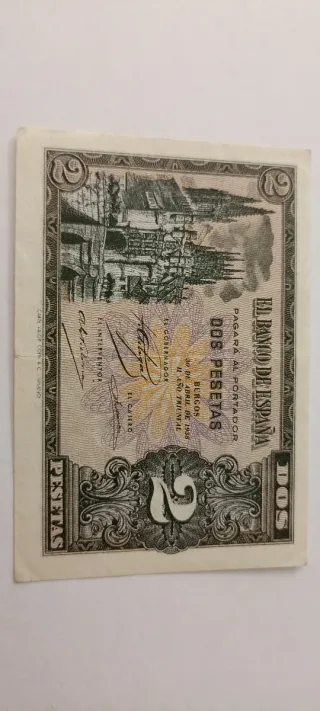 2
2
DOS
EL BANCO DE ESPAÑA
PAGARÁ AL PORTADOR
DOS PESETAS
BURGOS
30 DE ABRIL DE 1938
II AÑO TRIUNFAL
EL GOBERNADOR
EL INTERVENTOR
EL CAJERO
2
PESETAS